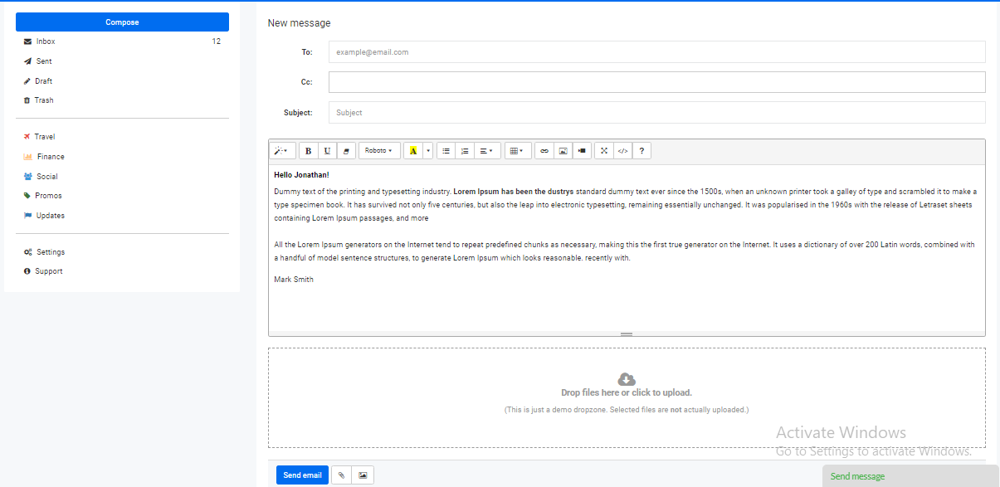 Compose
Inbox 12
Sent
Draft
Trash
Travel
Finance
Social
Promos
Updates
Settings
Support
New message
To: example@email.com
Cc:
Subject: Subject
B U Roboto A </> ?
Hello Jonathan!
Dummy text of the printing and typesetting industry. Lorem Ipsum has been the dustrys standard dummy text ever since the 1500s, when an unknown printer took a galley of type and scrambled it to make a
type specimen book. It has survived not only five centuries, but also the leap into electronic typesetting, remaining essentially unchanged. It was popularised in the 1960s with the release of Letraset sheets
containing Lorem Ipsum passages, and more
All the Lorem Ipsum generators on the Internet tend to repeat predefined chunks as necessary, making this the first true generator on the Internet. It uses a dictionary of over 200 Latin words, combined with
a handful of model sentence structures, to generate Lorem Ipsum which looks reasonable. recently with.
Mark Smith
Drop files here or click to upload.
(This is just a demo dropzone. Selected files are not actually uploaded.)
Activate Windows
Go to Settings to activate Windows.
Send email
Send message